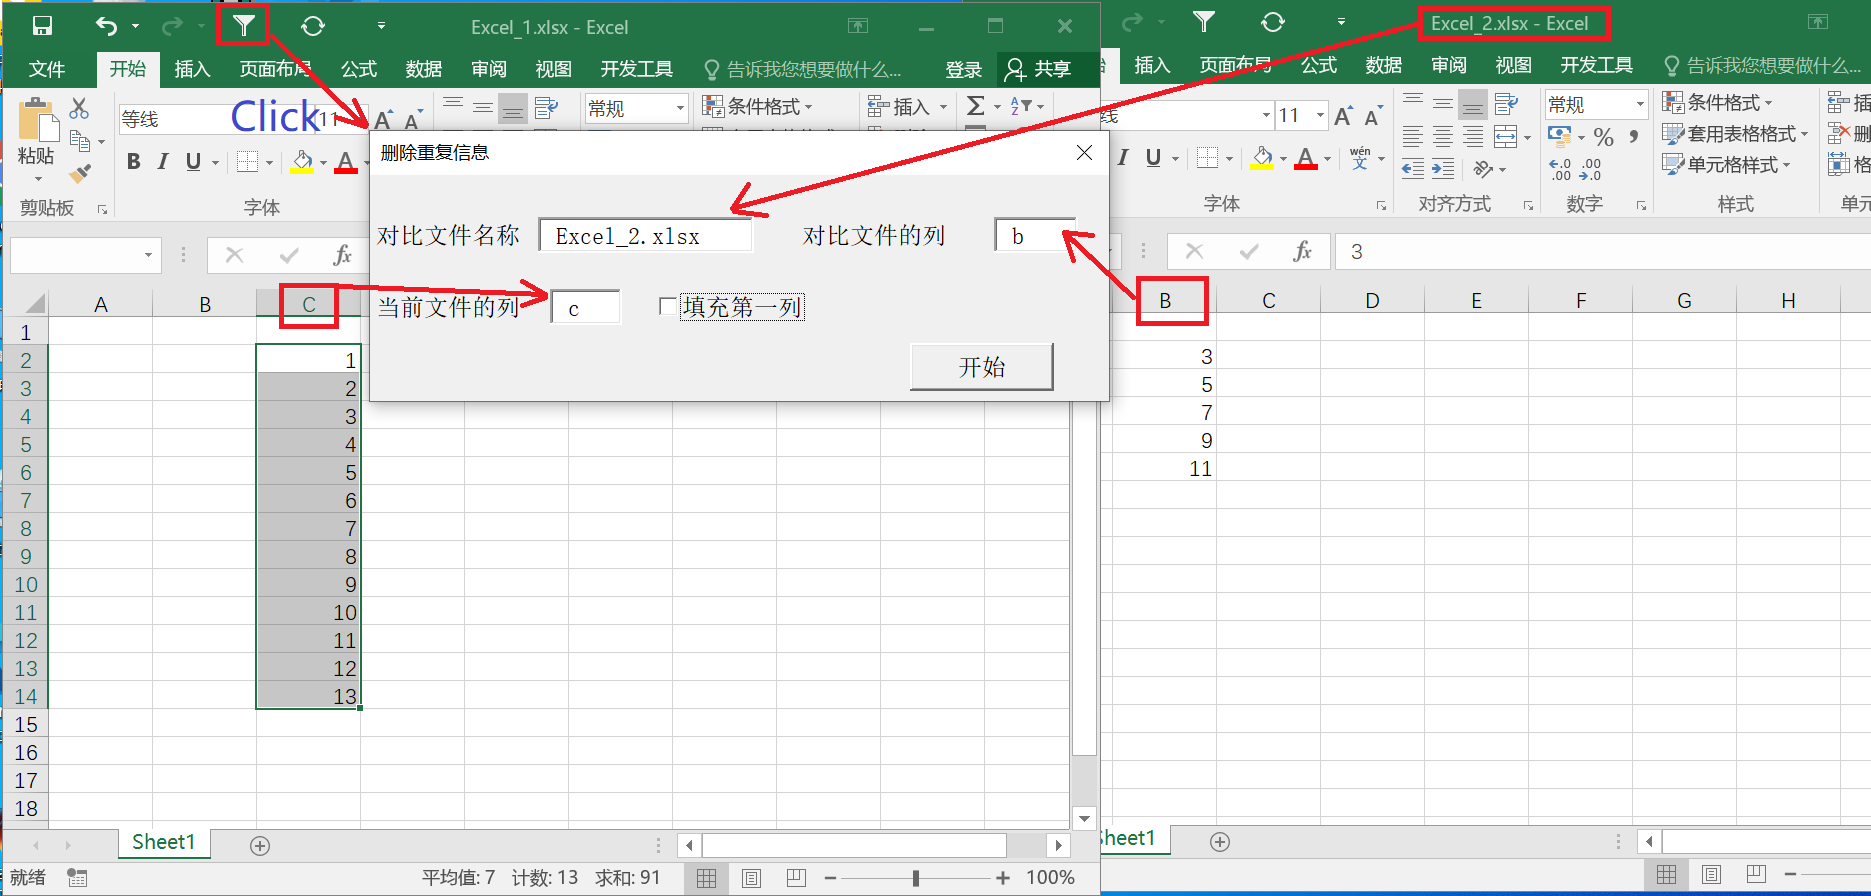 Excel_1.xlsx - Excel
Excel_2.xlsx - Excel
文件 开始 插入 页面布局 公式 数据 审阅 视图 开发工具 告诉我您想要做什么... 登录 共享
插入 页面布局 公式 数据 审阅 视图 开发工具 告诉我您想要做什么...
等线 Click 11 A A 常规 条件格式 插入 Σ
11 A A 常规 条件格式
粘贴 B I U A
I U A wén 文 % 套用表格格式
单元格样式
剪贴板 字体
字体 对齐方式 数字 样式
删除重复信息
对比文件名称 Excel_2.xlsx 对比文件的列 b
当前文件的列 c 填充第一列
开始
fx
fx 3
A B C
B C D E F G H
1
2 1
3 2
4 3
5 4
6 5
7 6
8 7
9 8
10 9
11 10
12 11
13 12
14 13
15
16
17
18
3
5
7
9
11
Sheet1
就绪 平均值: 7 计数: 13 求和: 91 100%